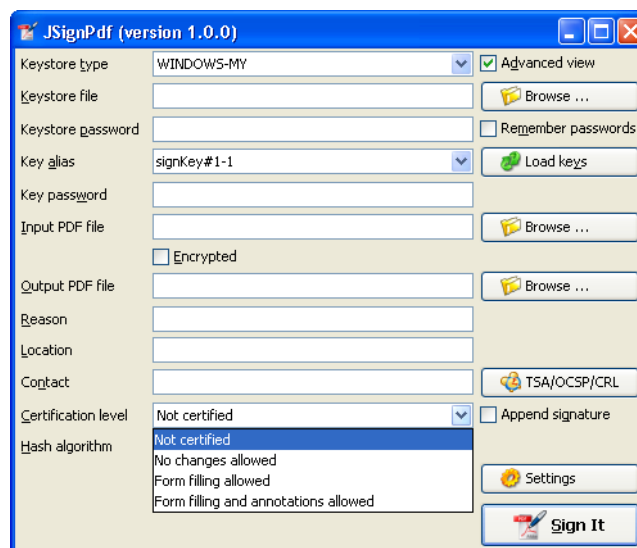 JSignPdf (version 1.0.0)
Keystore type WINDOWS-MY Advanced view
Keystore file Browse ...
Keystore password Remember passwords
Key alias signKey#1-1 Load keys
Key password
Input PDF file Browse ...
Encrypted
Output PDF file Browse ...
Reason
Location
Contact TSA/OCSP/CRL
Certification level Not certified Append signature
Hash algorithm Not certified
No changes allowed
Form filling allowed Settings
Form filling and annotations allowed
Sign It